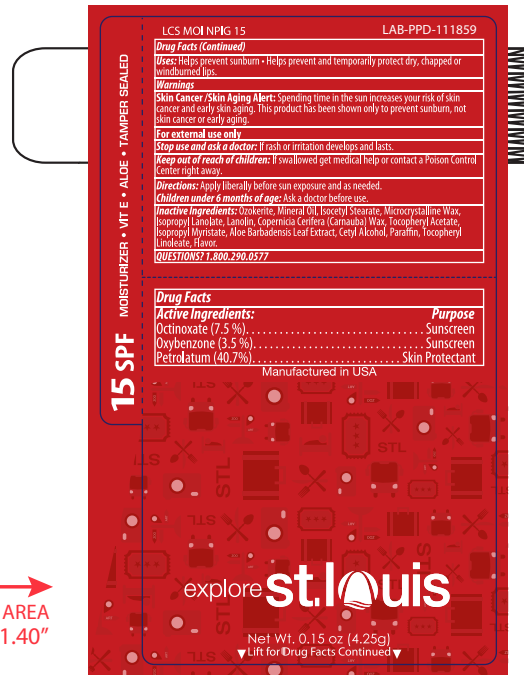 LCS MOI NPIG 15
LAB-PPD-111859
Drug Facts (Continued)
Uses: Helps prevent sunburn • Helps prevent and temporarily protect dry, chapped or
windburned lips.
Warnings
Skin Cancer /Skin Aging Alert: Spending time in the sun increases your risk of skin
cancer and early skin aging. This product has been shown only to prevent sunburn, not
skin cancer or early aging.
For external use only
Stop use and ask a doctor: If rash or irritation develops and lasts.
Keep out of reach of children: If swallowed get medical help or contact a Poison Control
Center right away.
Directions: Apply liberally before sun exposure and as needed.
Children under 6 months of age: Ask a doctor before use.
Inactive Ingredients: Ozokerite, Mineral Oil, Isocetyl Stearate, Microcrystalline Wax,
Isopropyl Lanolate, Lanolin, Copernicia Cerifera (Carnauba) Wax, Tocopheryl Acetate,
Isopropyl Myristate, Aloe Barbadensis Leaf Extract, Cetyl Alcohol, Paraffin, Tocopheryl
Linoleate, Flavor.
QUESTIONS? 1.800.290.0577
15 SPF MOISTURIZER • VIT E • ALOE • TAMPER SEALED
Drug Facts
Active Ingredients: Purpose
Octinoxate (7.5 %)............................Sunscreen
Oxybenzone (3.5 %)..........................Sunscreen
Petrolatum (40.7%).......................Skin Protectant
Manufactured in USA
STL
STL
STL
STL
STL
STL
explore st.louis
AREA
1.40”
Net Wt. 0.15 oz (4.25g)
▼Lift for Drug Facts Continued▼